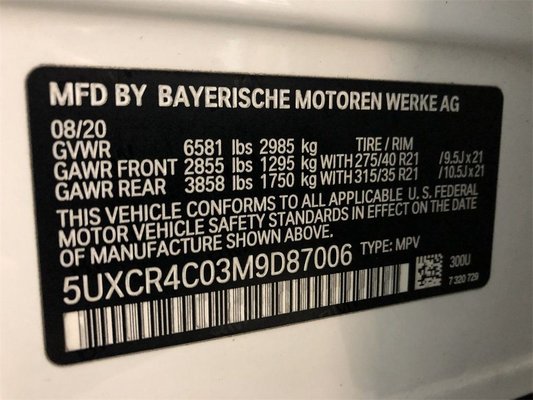 MFD BY BAYERISCHE MOTOREN WERKE AG
08/20
GVWR 6581 lbs 2985 kg TIRE / RIM
GAWR FRONT 2855 lbs 1295 kg WITH 275/40 R21 /9.5J x 21
GAWR REAR 3858 lbs 1750 kg WITH 315/35 R21 /10.5J x 21
THIS VEHICLE CONFORMS TO ALL APPLICABLE U.S. FEDERAL
MOTOR VEHICLE SAFETY STANDARDS IN EFFECT ON THE DATE
OF MANUFACTURE SHOWN ABOVE.
5UXCR4C03M9D87006 TYPE: MPV
300U
7 320 729